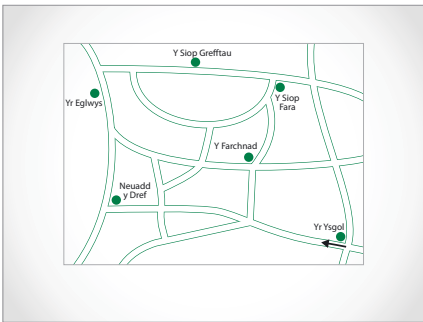 Y Siop Grefftau
Yr Eglwys
Y Siop
Fara
Y Farchnad
Neuadd
y Dref
Yr Ysgol